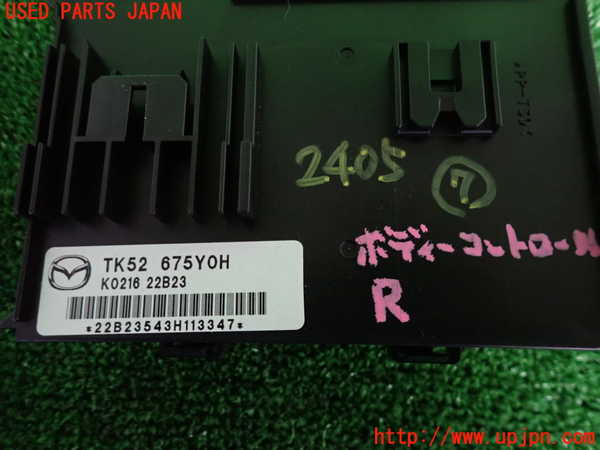 USED PARTS JAPAN
2405 ⑦
ボディーコントロール
R
TK52 675Y0H
K0216 22B23
*22B23543H113347*
UPJ http://www.upjpn.com